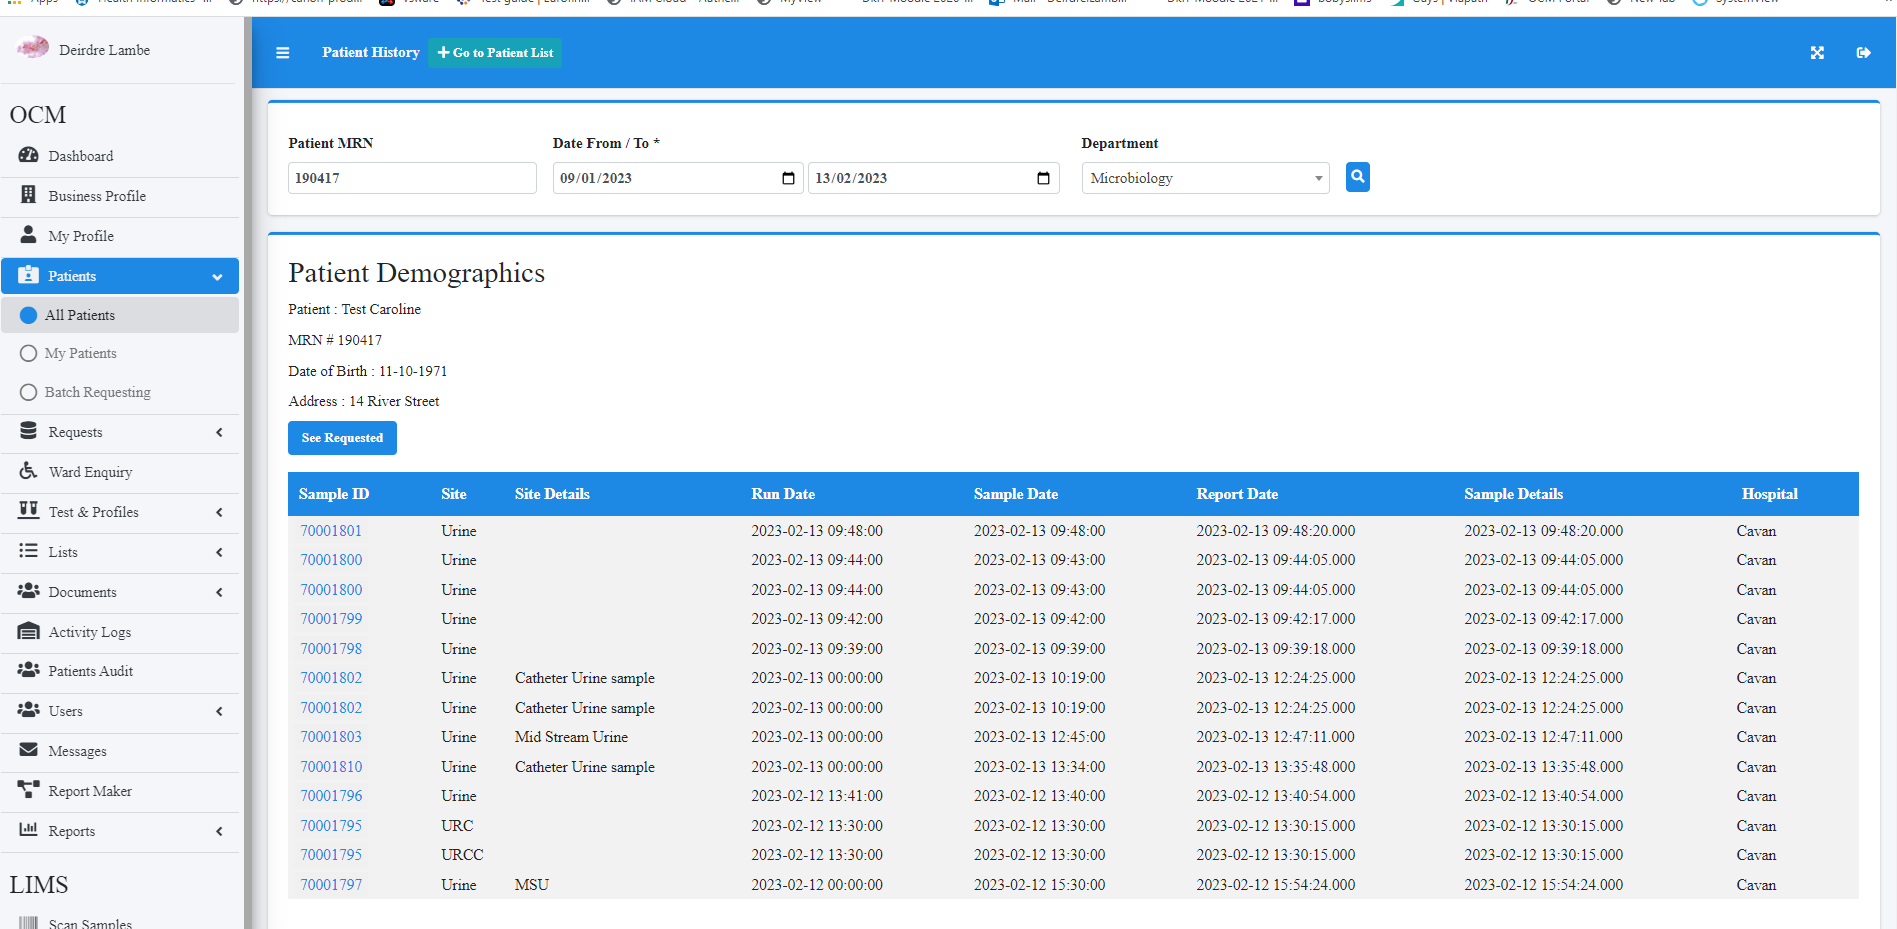 Apps
Deirdre Lambe
OCM
Dashboard
Business Profile
My Profile
Patients
All Patients
My Patients
Batch Requesting
Requests
Ward Enquiry
Test & Profiles
Lists
Documents
Activity Logs
Patients Audit
Users
Messages
Report Maker
Reports
LIMS
Scan Samples
Patient History Go to Patient List
Patient MRN Date From / To * Department
190417 09/01/2023 13/02/2023 Microbiology
Patient Demographics
Patient : Test Caroline
MRN # 190417
Date of Birth : 11-10-1971
Address : 14 River Street
See Requested
Sample ID Site Site Details Run Date Sample Date Report Date Sample Details Hospital
70001801 Urine 2023-02-13 09:48:00 2023-02-13 09:48:00 2023-02-13 09:48:20.000 2023-02-13 09:48:20.000 Cavan
70001800 Urine 2023-02-13 09:44:00 2023-02-13 09:43:00 2023-02-13 09:44:05.000 2023-02-13 09:44:05.000 Cavan
70001800 Urine 2023-02-13 09:44:00 2023-02-13 09:43:00 2023-02-13 09:44:05.000 2023-02-13 09:44:05.000 Cavan
70001799 Urine 2023-02-13 09:42:00 2023-02-13 09:42:00 2023-02-13 09:42:17.000 2023-02-13 09:42:17.000 Cavan
70001798 Urine 2023-02-13 09:39:00 2023-02-13 09:39:00 2023-02-13 09:39:18.000 2023-02-13 09:39:18.000 Cavan
70001802 Urine Catheter Urine sample 2023-02-13 00:00:00 2023-02-13 10:19:00 2023-02-13 12:24:25.000 2023-02-13 12:24:25.000 Cavan
70001802 Urine Catheter Urine sample 2023-02-13 00:00:00 2023-02-13 10:19:00 2023-02-13 12:24:25.000 2023-02-13 12:24:25.000 Cavan
70001803 Urine Mid Stream Urine 2023-02-13 00:00:00 2023-02-13 12:45:00 2023-02-13 12:47:11.000 2023-02-13 12:47:11.000 Cavan
70001810 Urine Catheter Urine sample 2023-02-13 00:00:00 2023-02-13 13:34:00 2023-02-13 13:35:48.000 2023-02-13 13:35:48.000 Cavan
70001796 Urine 2023-02-12 13:41:00 2023-02-12 13:40:00 2023-02-12 13:40:54.000 2023-02-12 13:40:54.000 Cavan
70001795 URC 2023-02-12 13:30:00 2023-02-12 13:30:00 2023-02-12 13:30:15.000 2023-02-12 13:30:15.000 Cavan
70001795 URCC 2023-02-12 13:30:00 2023-02-12 13:30:00 2023-02-12 13:30:15.000 2023-02-12 13:30:15.000 Cavan
70001797 Urine MSU 2023-02-12 00:00:00 2023-02-12 15:30:00 2023-02-12 15:54:24.000 2023-02-12 15:54:24.000 Cavan